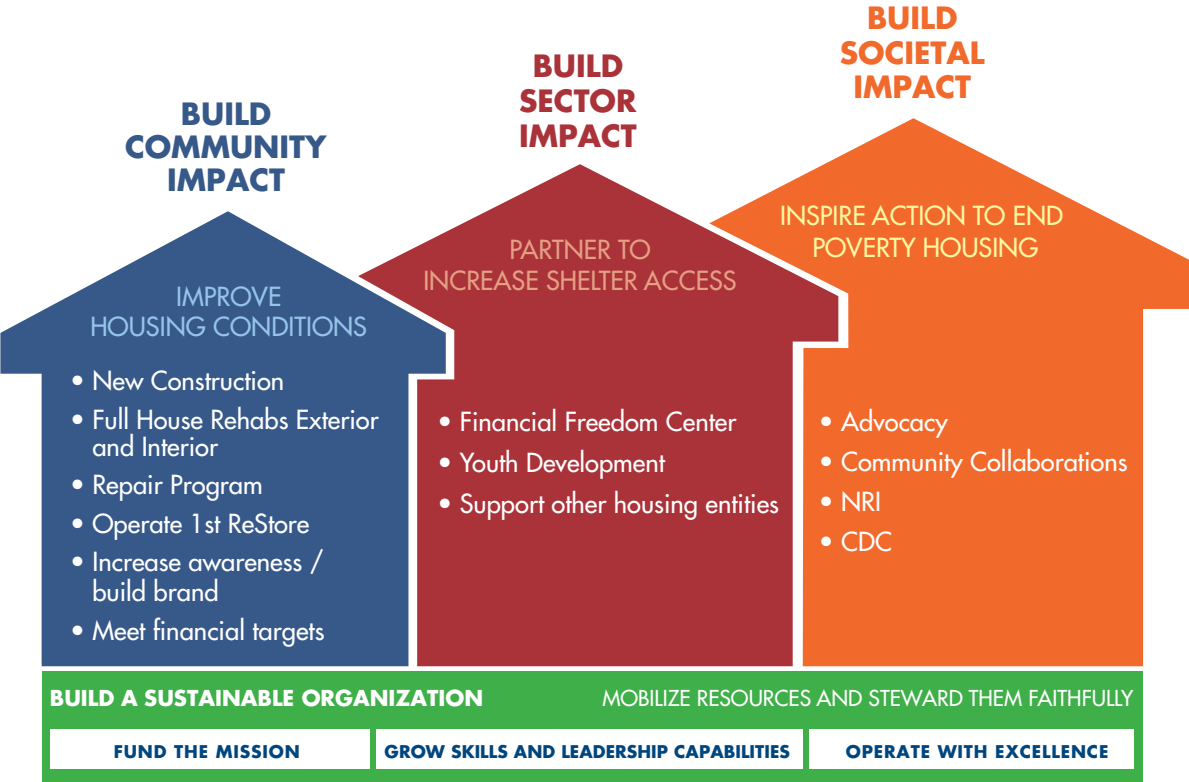 BUILD
COMMUNITY
IMPACT
IMPROVE
HOUSING CONDITIONS
• New Construction
• Full House Rehabs Exterior
and Interior
• Repair Program
• Operate 1st ReStore
• Increase awareness /
build brand
• Meet financial targets
BUILD
SECTOR
IMPACT
PARTNER TO
INCREASE SHELTER ACCESS
• Financial Freedom Center
• Youth Development
• Support other housing entities
BUILD
SOCIETAL
IMPACT
INSPIRE ACTION TO END
POVERTY HOUSING
• Advocacy
• Community Collaborations
• NRI
• CDC
BUILD A SUSTAINABLE ORGANIZATION
MOBILIZE RESOURCES AND STEWARD THEM FAITHFULLY
FUND THE MISSION
GROW SKILLS AND LEADERSHIP CAPABILITIES
OPERATE WITH EXCELLENCE